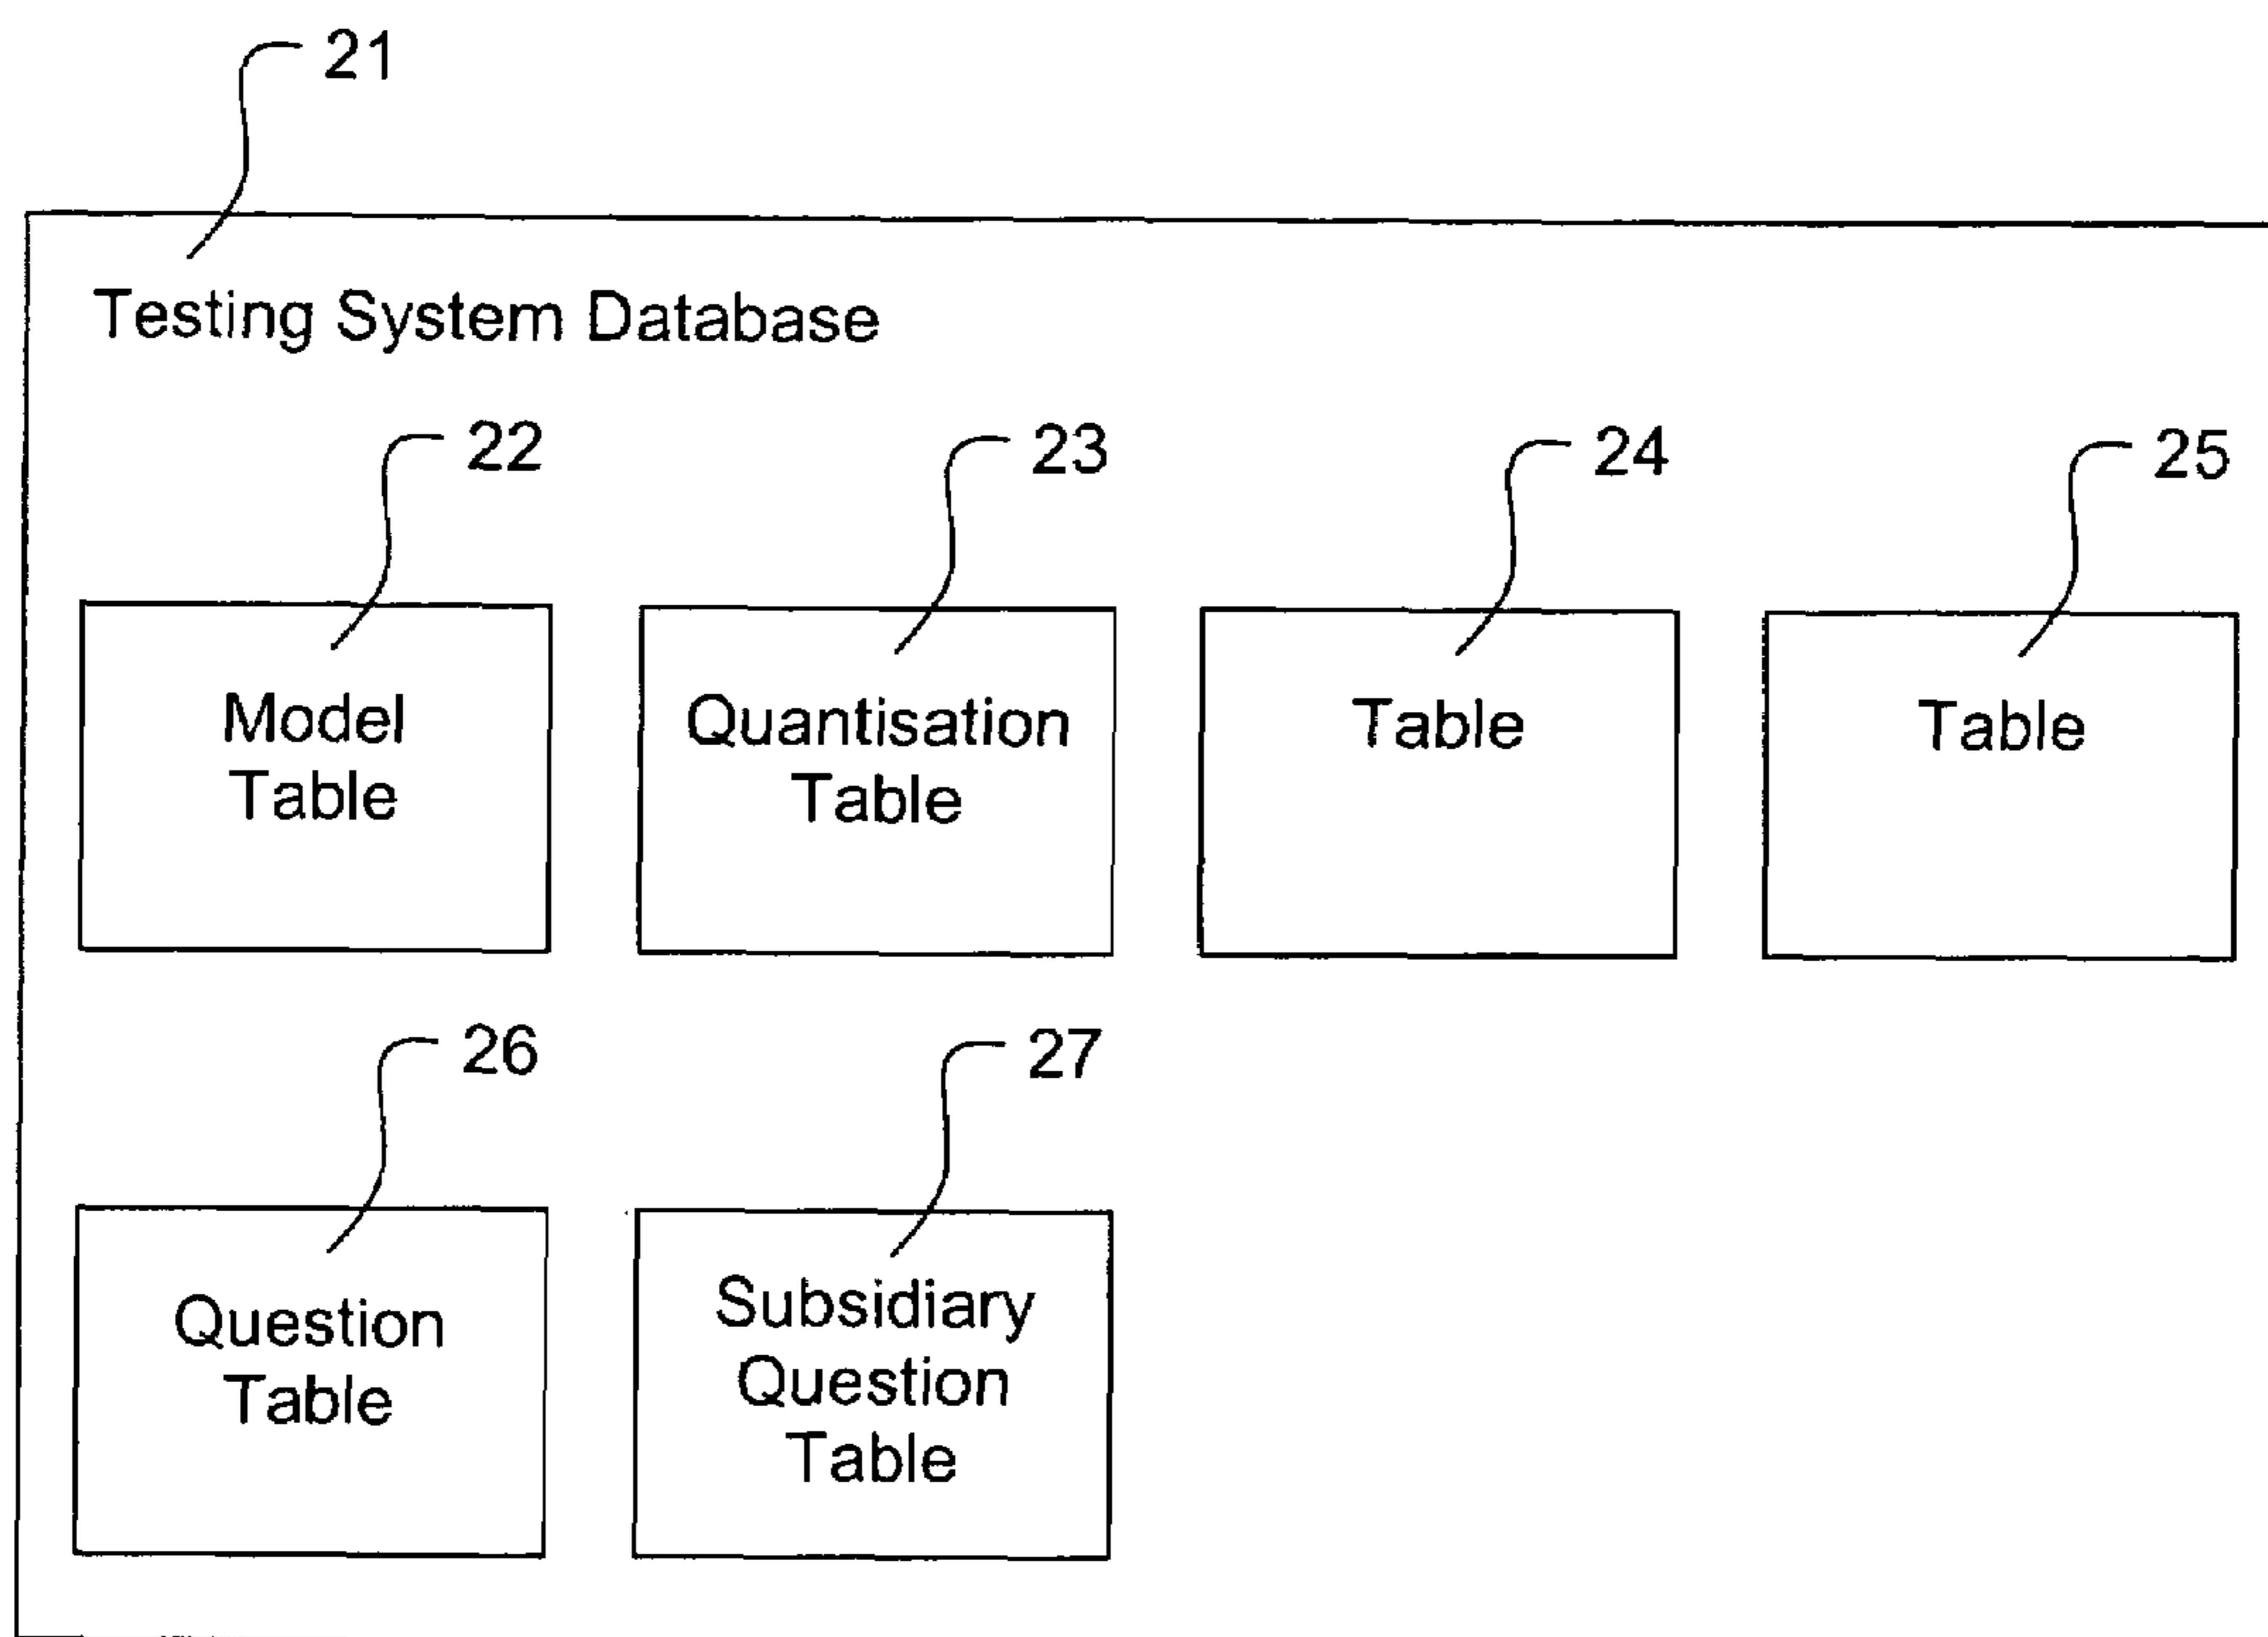 21
Testing System Database
22
23
24
25
Model
Table
Quantisation
Table
Table
Table
26
27
Question
Table
Subsidiary
Question
Table